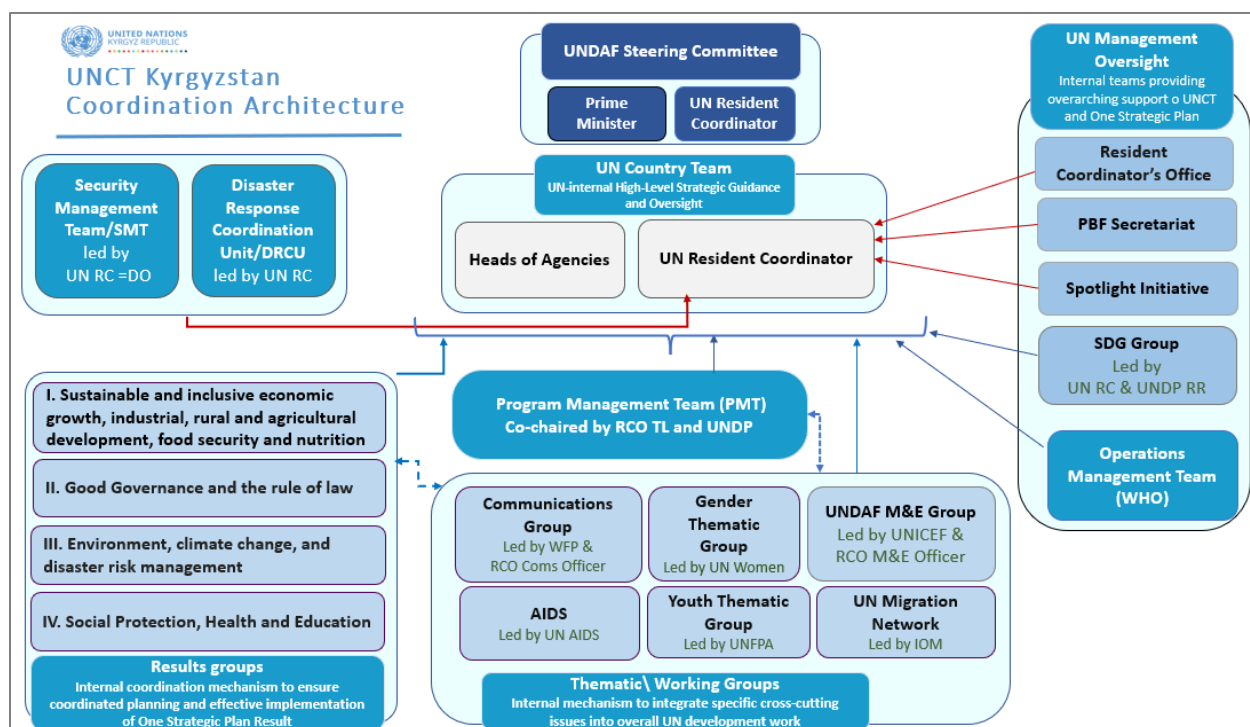 UNITED NATIONS
KYRGYZ REPUBLIC
UNCT Kyrgyzstan
Coordination Architecture
UNDAF Steering Committee
Prime
Minister
UN Resident
Coordinator
UN Management
Oversight
Internal teams providing
overarching support o UNCT
and One Strategic Plan
Security
Management
Team/SMT
led by
UN RC =DO
Disaster
Response
Coordination
Unit/DRCU
led by UN RC
UN Country Team
UN-internal High-Level Strategic Guidance
and Oversight
Heads of Agencies
UN Resident Coordinator
Resident
Coordinator's Office
PBF Secretariat
Spotlight Initiative
SDG Group
Led by
UN RC & UNDP RR
Operations
Management Team
(WHO)
I. Sustainable and inclusive economic
growth, industrial, rural and agricultural
development, food security and nutrition
II. Good Governance and the rule of law
III. Environment, climate change, and
disaster risk management
IV. Social Protection, Health and Education
Results groups
Internal coordination mechanism to ensure
coordinated planning and effective implementation
of One Strategic Plan Result
Program Management Team (PMT)
Co-chaired by RCO TL and UNDP
Communications
Group
Led by WFP &
RCO Coms Officer
Gender
Thematic
Group
Led by UN Women
UNDAF M&E Group
Led by UNICEF &
RCO M&E Officer
AIDS
Led by UN AIDS
Youth Thematic
Group
Led by UNFPA
UN Migration
Network
Led by IOM
Thematic\ Working Groups
Internal mechanism to integrate specific cross-cutting
issues into overall UN development work